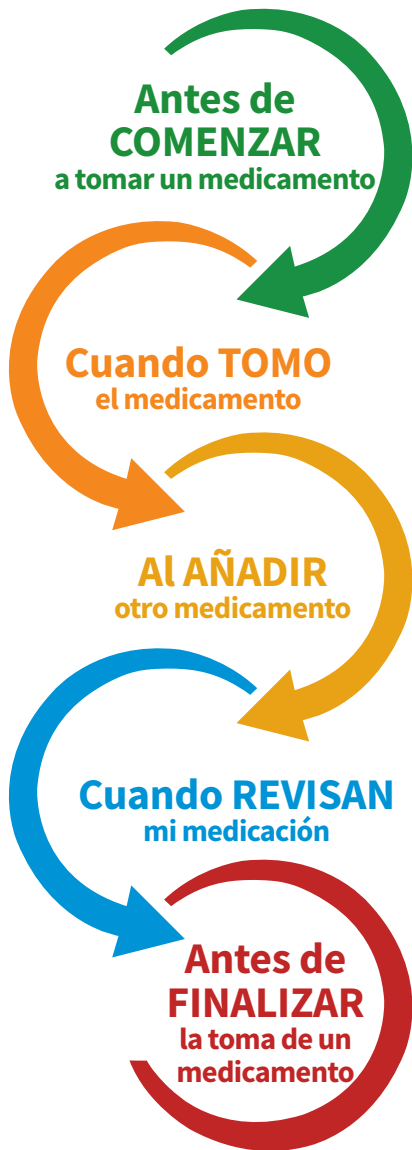 Antes de
COMENZAR
a tomar un medicamento
Cuando TOMO
el medicamento
Al AÑADIR
otro medicamento
Cuando REVISAN
mi medicación
Antes de
FINALIZAR
la toma de un
medicamento